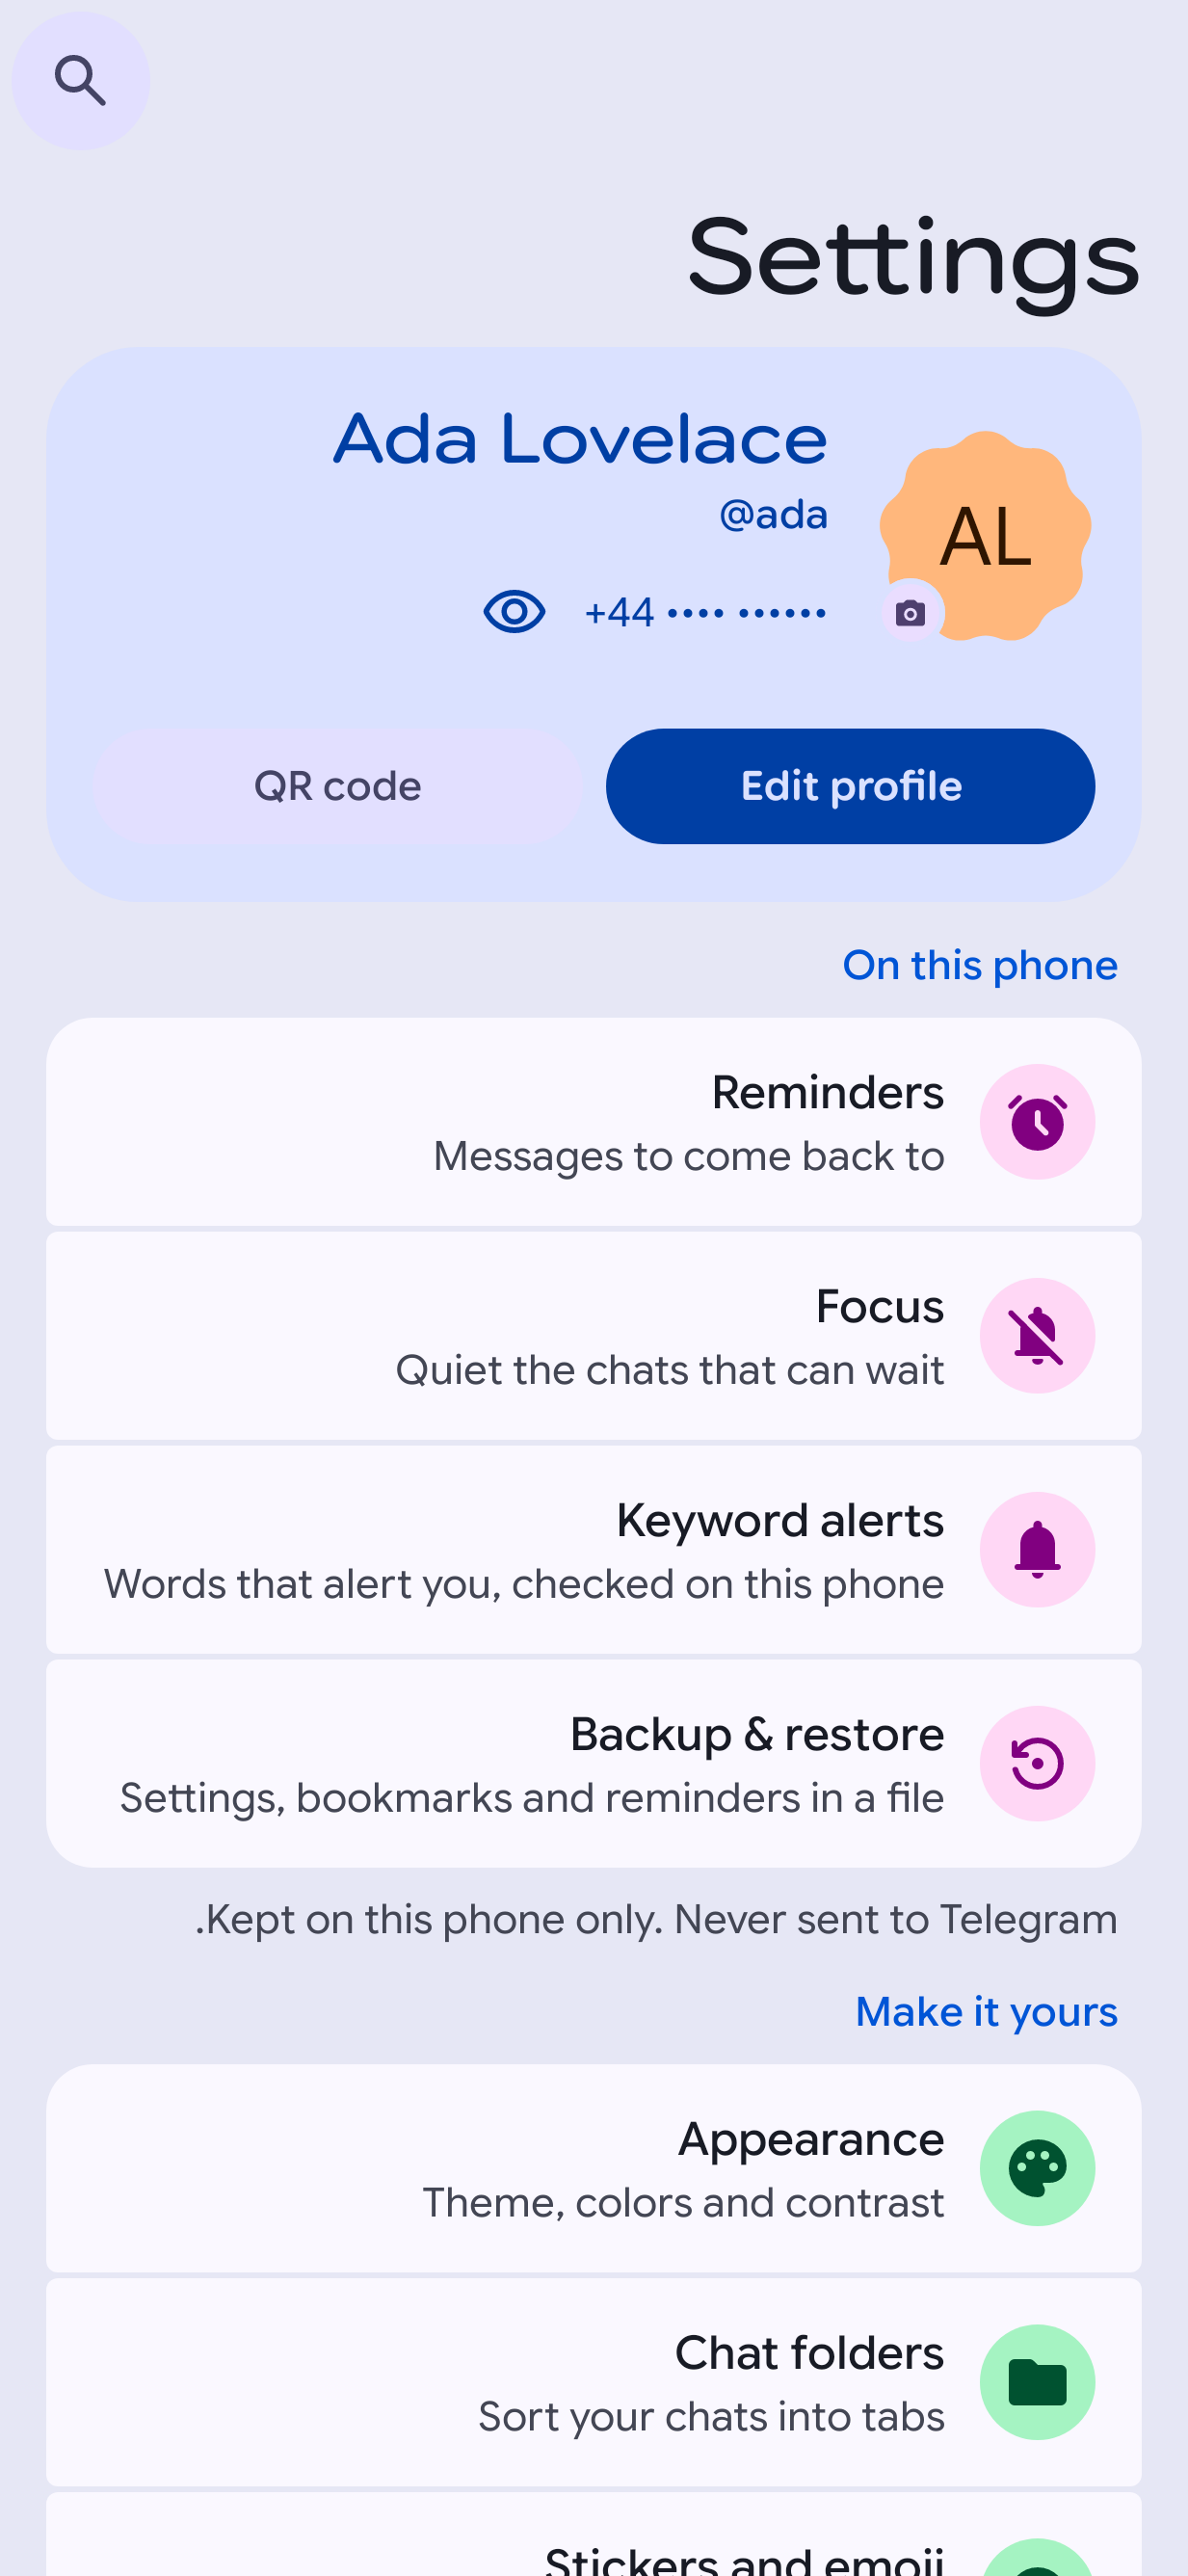 Settings
Ada Lovelace
@ada
+44 •••• ••••••
AL
Edit profile
QR code
On this phone
Reminders
Messages to come back to
Focus
Quiet the chats that can wait
Keyword alerts
Words that alert you, checked on this phone
Backup & restore
Settings, bookmarks and reminders in a file
.Kept on this phone only. Never sent to Telegram
Make it yours
Appearance
Theme, colors and contrast
Chat folders
Sort your chats into tabs
Stickers and emoji